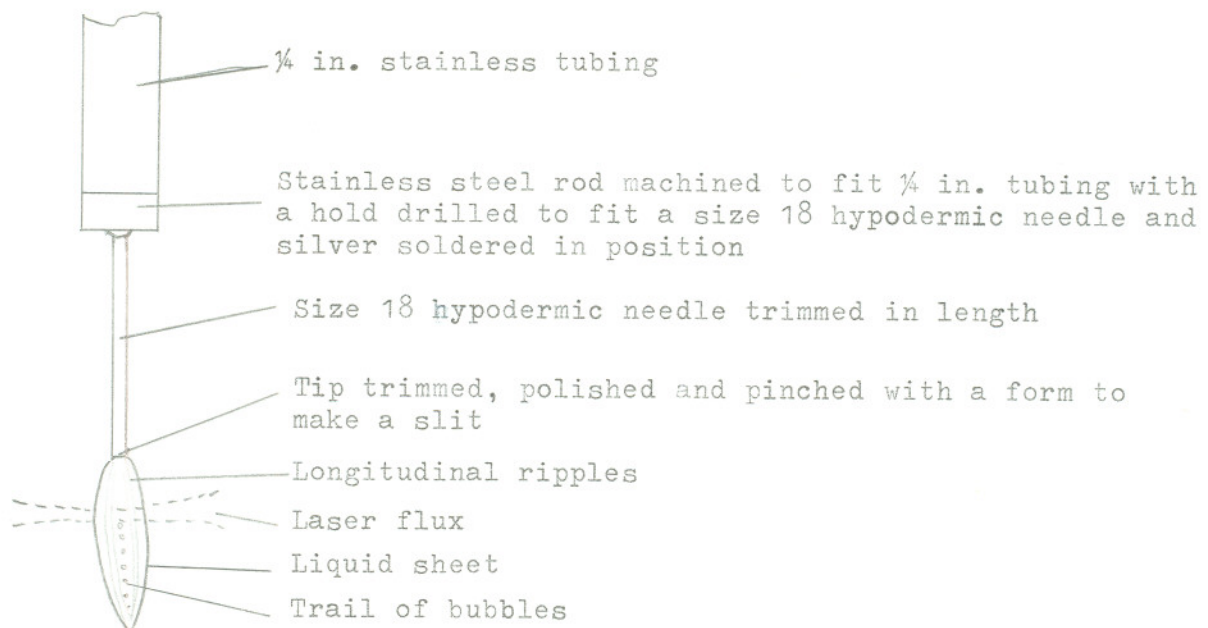 ¼ in. stainless tubing
Stainless steel rod machined to fit ¼ in. tubing with
a hold drilled to fit a size 18 hypodermic needle and
silver soldered in position
Size 18 hypodermic needle trimmed in length
Tip trimmed, polished and pinched with a form to
make a slit
Longitudinal ripples
Laser flux
Liquid sheet
Trail of bubbles